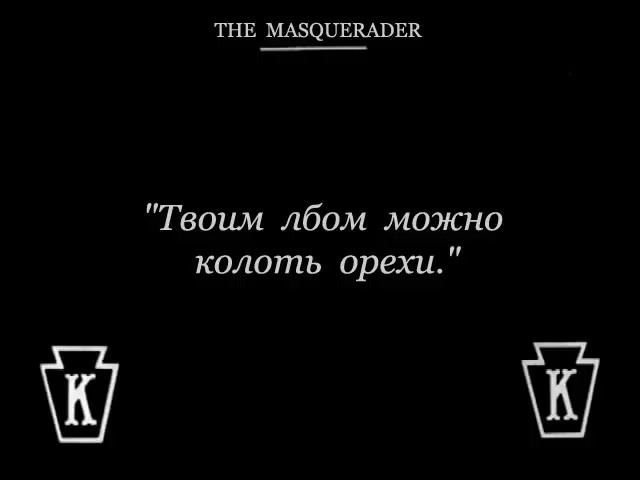 THE MASQUERADER
"Твоим лбом можно
колоть орехи."
K
K